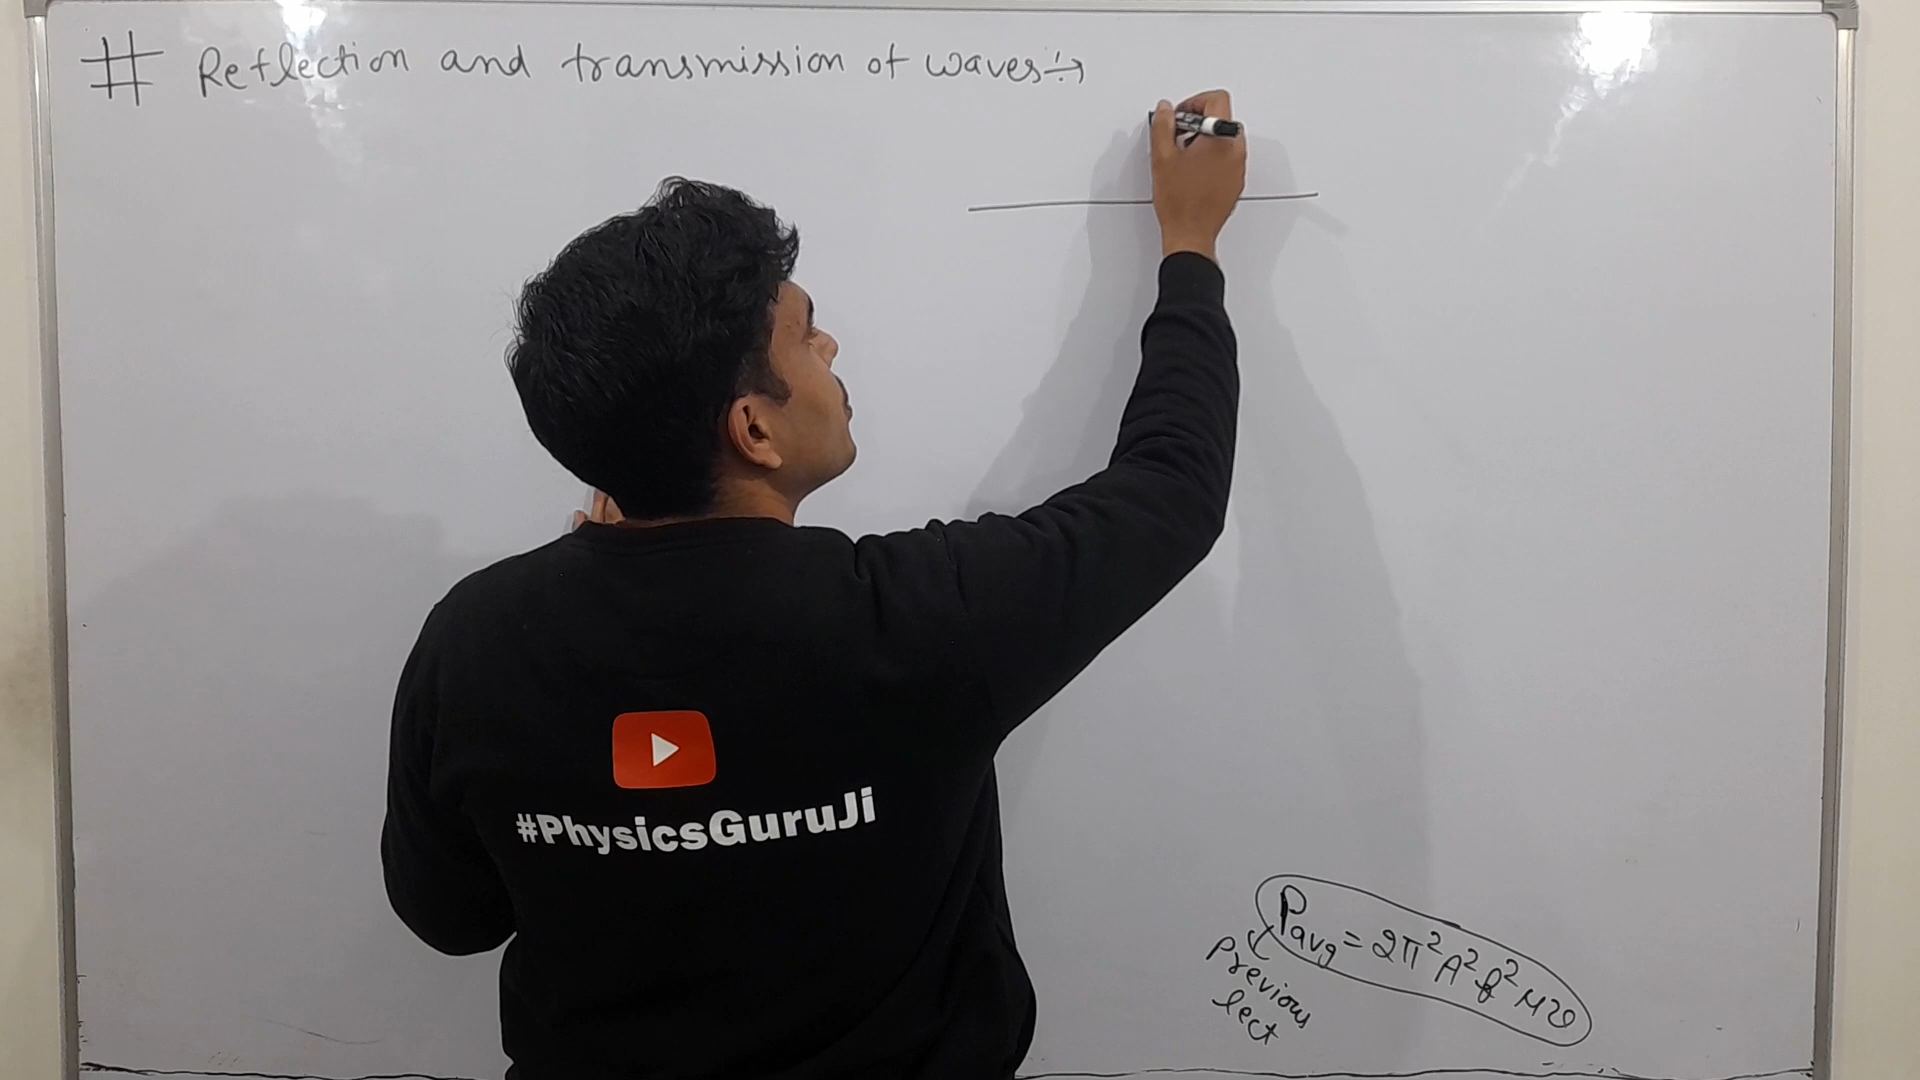 # Reflection and transmission of waves :→
#PhysicsGuruJi
Pavg = 2π²A²f²μv
Previous
lect